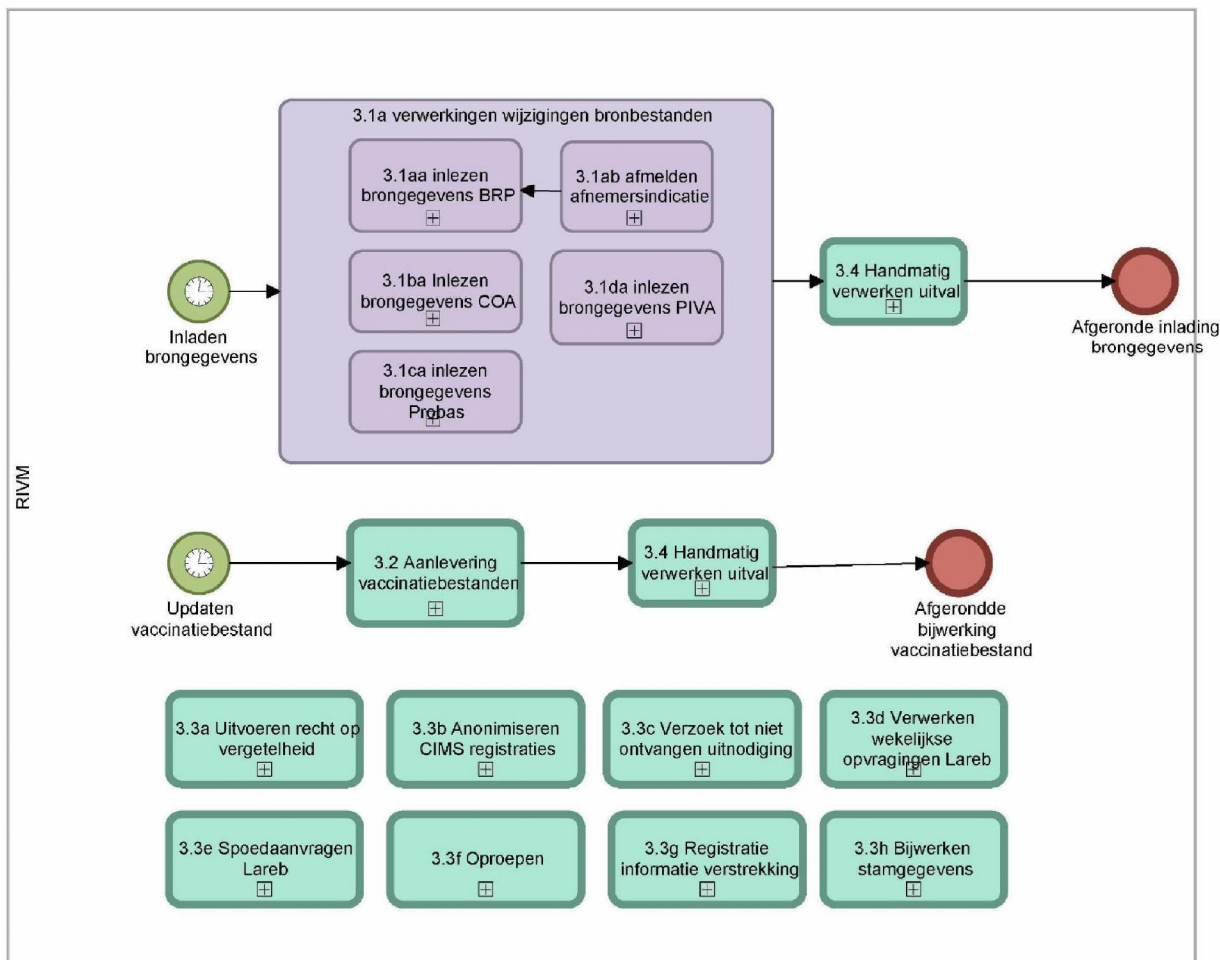 RIVM
3.1a verwerkingen wijzigingen bronbestanden
3.1aa inlezen
brongegevens BRP
3.1ab afmelden
afnemersindicatie
3.1ba Inlezen
brongegevens COA
3.1da inlezen
brongegevens PIVA
3.1ca inlezen
brongegevens
Probas
Inladen
brongegevens
3.4 Handmatig
verwerken uitval
Afgeronde inlading
brongegevens
Updaten
vaccinatiebestand
3.2 Aanlevering
vaccinatiebestanden
3.4 Handmatig
verwerken uitval
Afgerondde
bijwerking
vaccinatiebestand
3.3a Uitvoeren recht op
vergetelheid
3.3b Anonimiseren
CIMS registraties
3.3c Verzoek tot niet
ontvangen uitnodiging
3.3d Verwerken
wekelijkse
opvragingen Lareb
3.3e Spoedaanvragen
Lareb
3.3f Oproepen
3.3g Registratie
informatie verstrekking
3.3h Bijwerken
stamgegevens